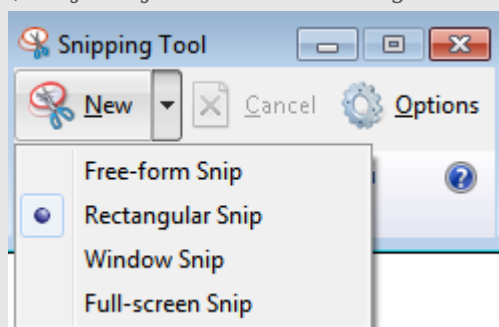 Snipping Tool
New Cancel Options
Free-form Snip
Rectangular Snip
Window Snip
Full-screen Snip